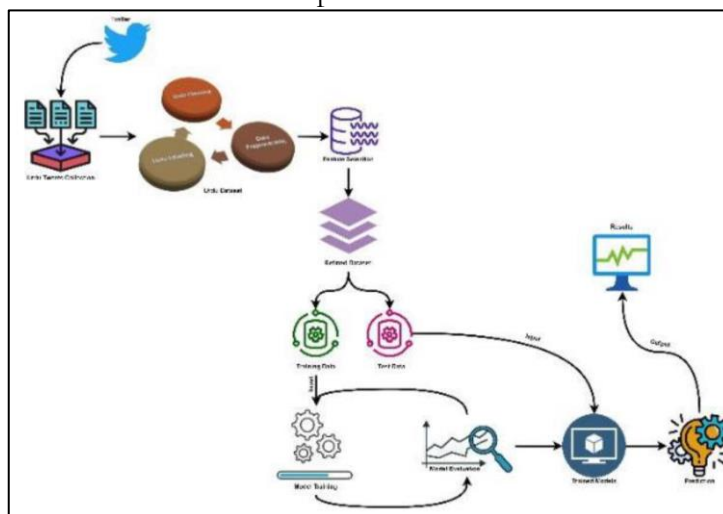 Twitter
Urdu Tweets Collection
Data Cleaning
Data Preprocessing
Data Labeling
Urdu Dataset
Feature Selection
Refined Dataset
Training Data
Test Data
Input
Input
Model Training
Model Evaluation
Trained Models
Prediction
Output
Results